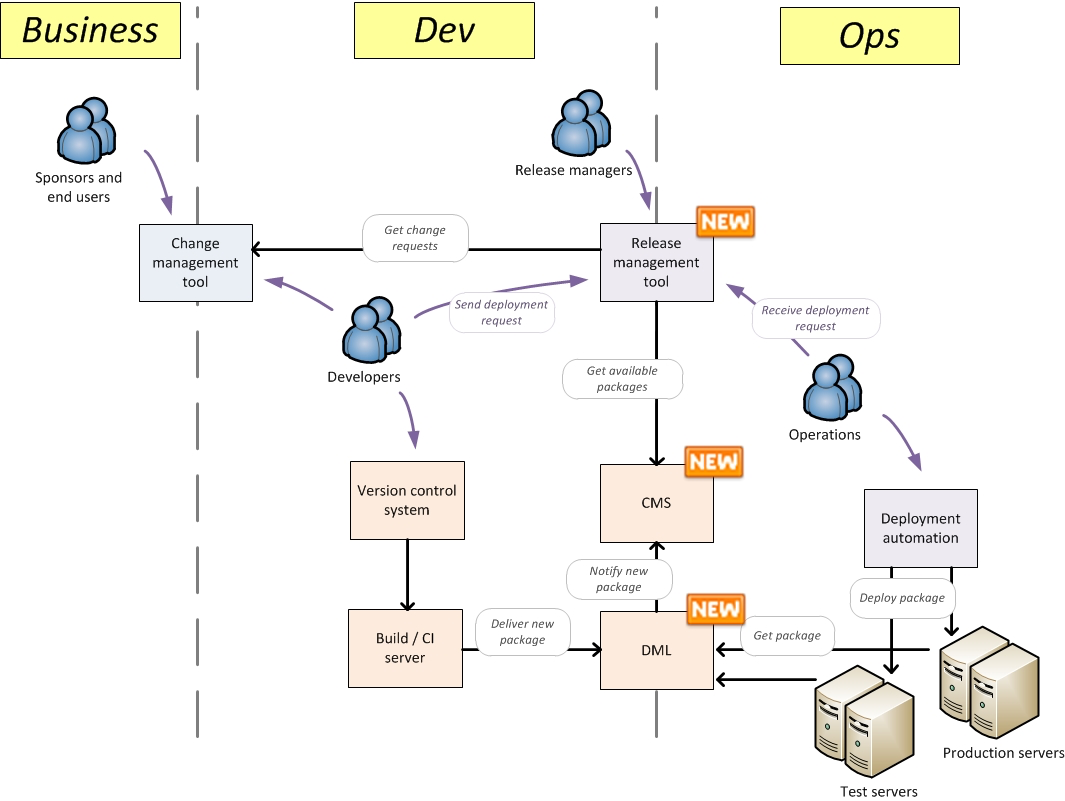 Business
Dev
Ops
Sponsors and
end users
Release managers
NEW
Change
management
tool
Get change
requests
Release
management
tool
Send deployment
request
Receive deployment
request
Developers
Get available
packages
Operations
NEW
Version control
system
CMS
Deployment
automation
Notify new
package
Deploy package
NEW
Build / CI
server
Deliver new
package
DML
Get package
Production servers
Test servers